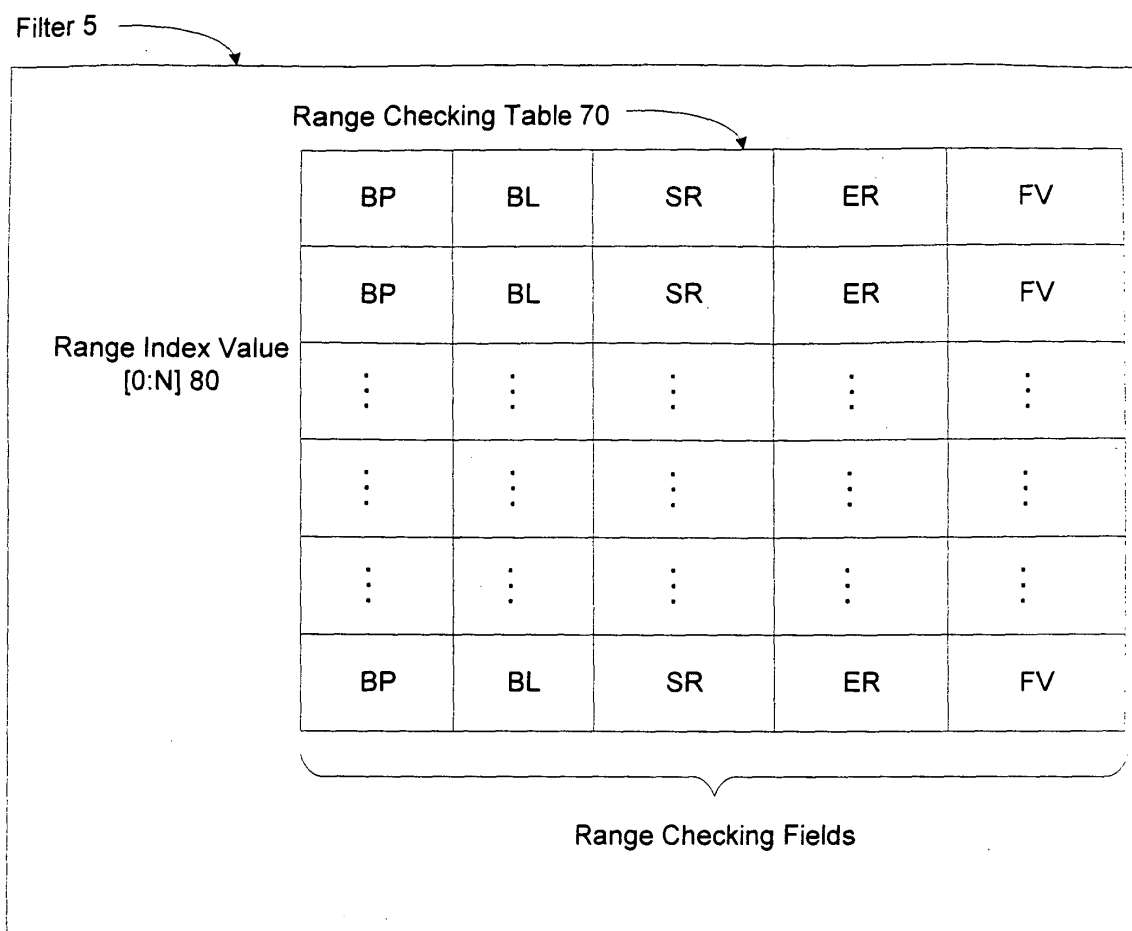 Filter 5
Range Checking Table 70
BP BL SR ER FV
BP BL SR ER FV
Range Index Value
[0:N] 80
⋮ ⋮ ⋮ ⋮ ⋮
⋮ ⋮ ⋮ ⋮ ⋮
⋮ ⋮ ⋮ ⋮ ⋮
BP BL SR ER FV
Range Checking Fields